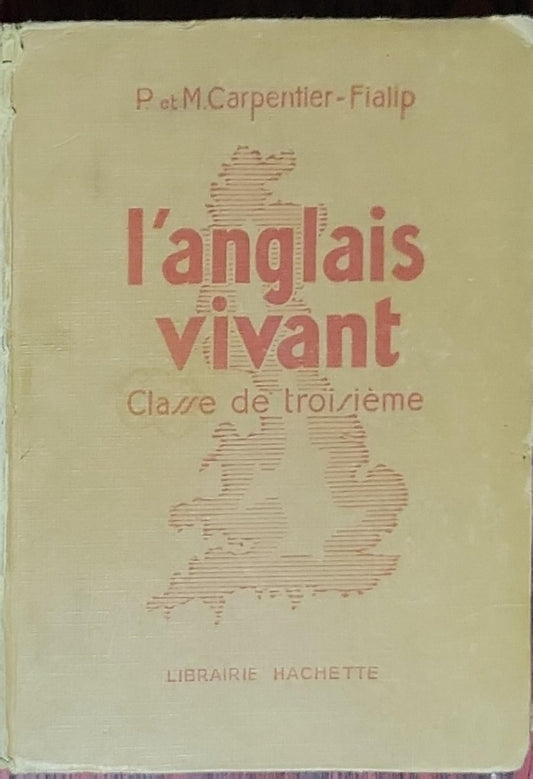 P. et M. Carpentier-Fialip
l'anglais
vivant
Classe de troisième
LIBRAIRIE HACHETTE